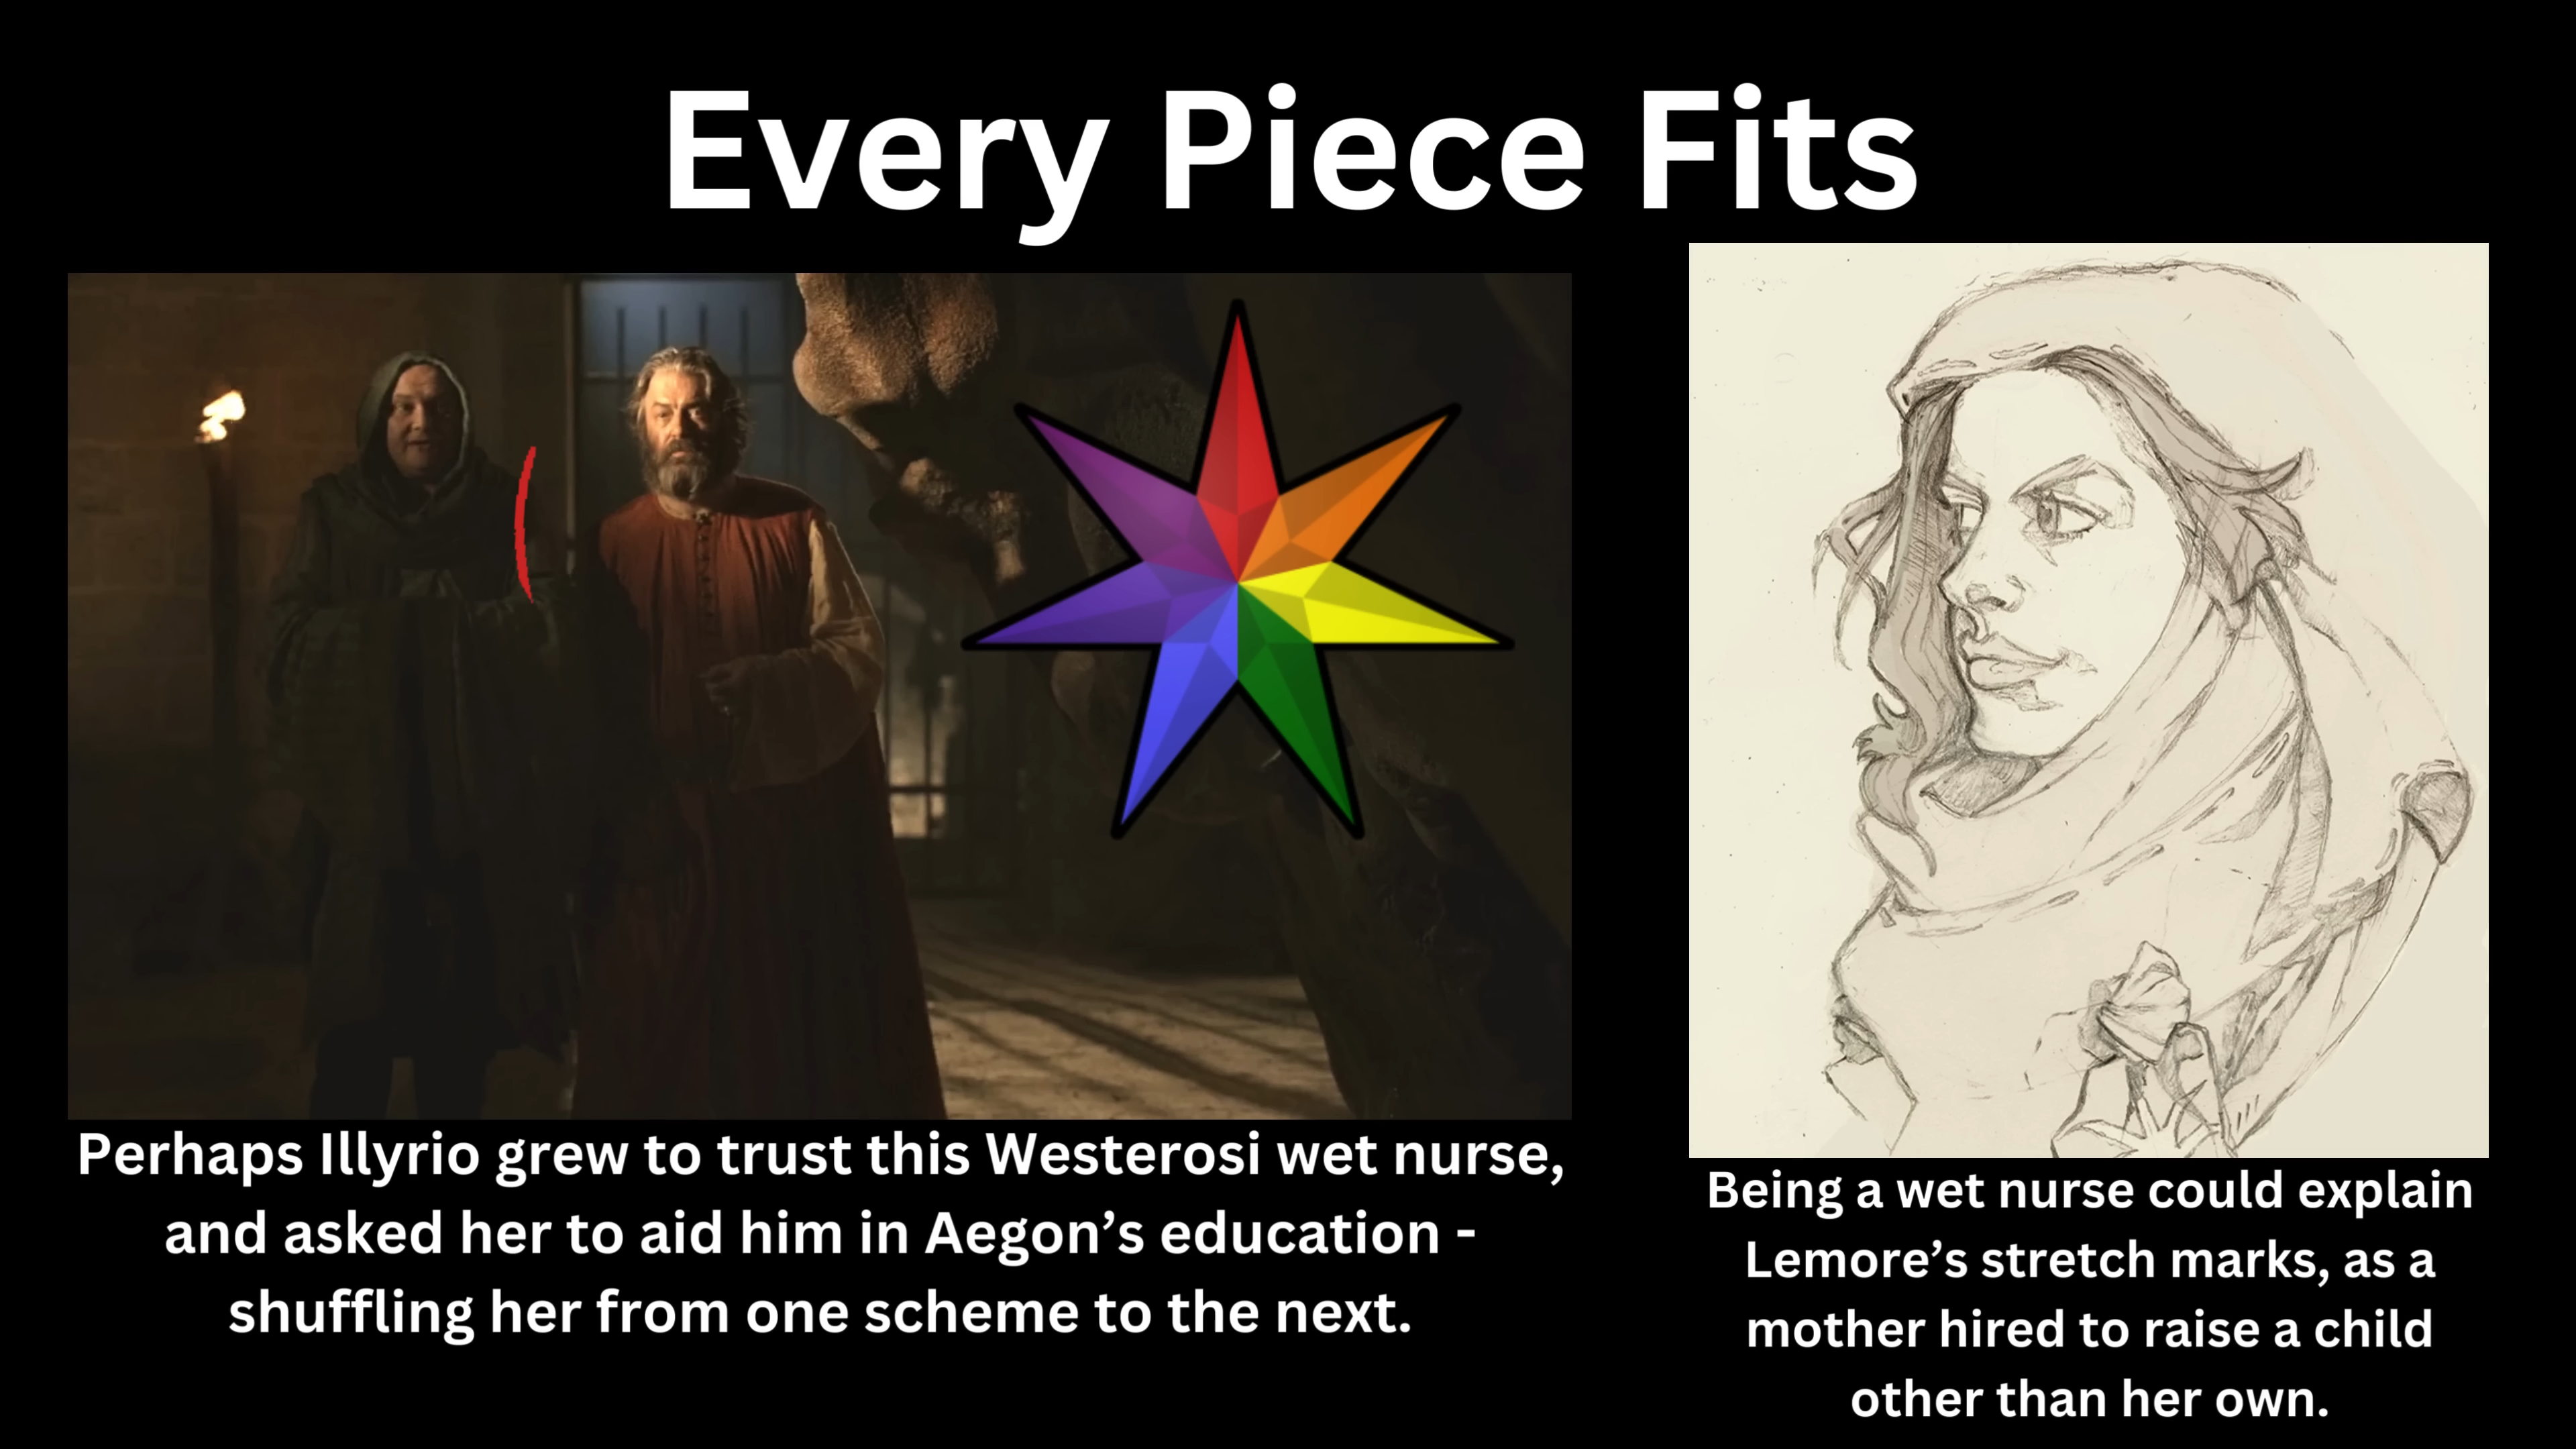 Every Piece Fits
Perhaps Illyrio grew to trust this Westerosi wet nurse,
and asked her to aid him in Aegon’s education -
shuffling her from one scheme to the next.
Being a wet nurse could explain
Lemore’s stretch marks, as a
mother hired to raise a child
other than her own.